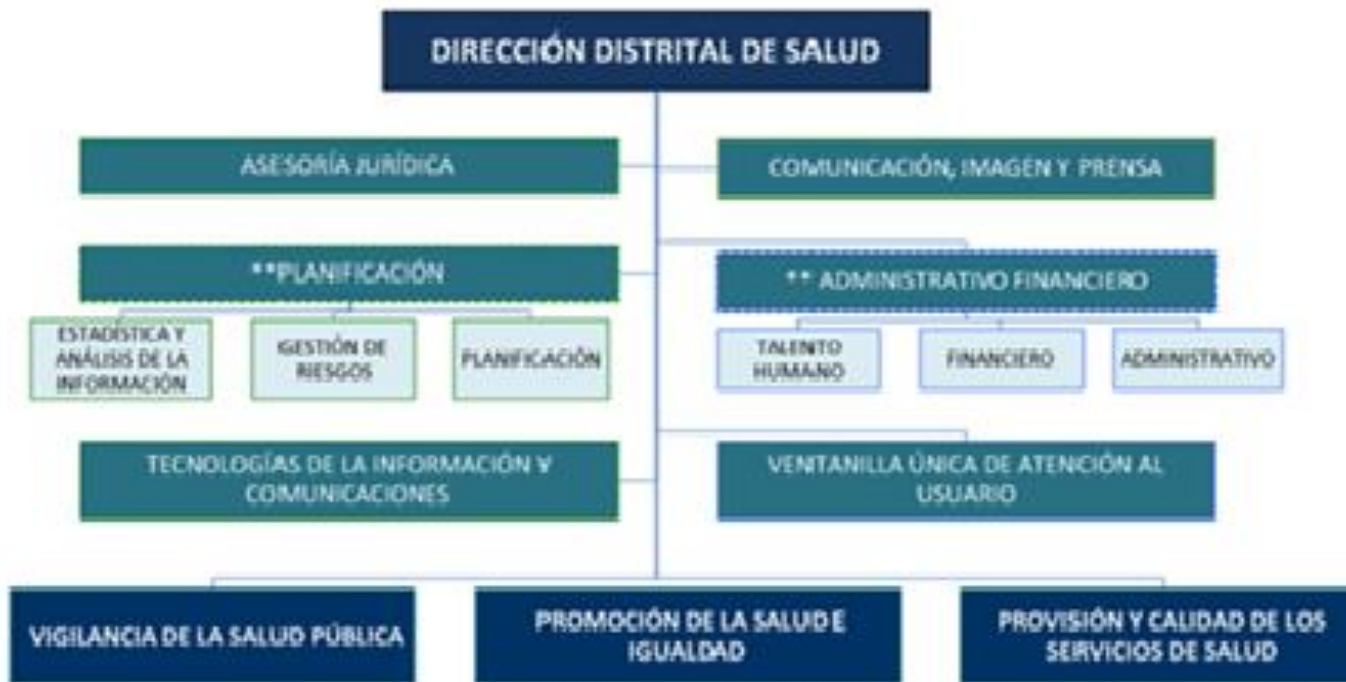 DIRECCIÓN DISTRITAL DE SALUD
ASESORÍA JURÍDICA
COMUNICACIÓN, IMAGEN Y PRENSA
**PLANIFICACIÓN
** ADMINISTRATIVO FINANCIERO
ESTADÍSTICA Y
ANÁLISIS DE LA
INFORMACIÓN
GESTIÓN DE
RIESGOS
PLANIFICACIÓN
TALENTO
HUMANO
FINANCIERO
ADMINISTRATIVO
TECNOLOGÍAS DE LA INFORMACIÓN Y
COMUNICACIONES
VENTANILLA ÚNICA DE ATENCIÓN AL
USUARIO
VIGILANCIA DE LA SALUD PÚBLICA
PROMOCIÓN DE LA SALUD E
IGUALDAD
PROVISIÓN Y CALIDAD DE LOS
SERVICIOS DE SALUD